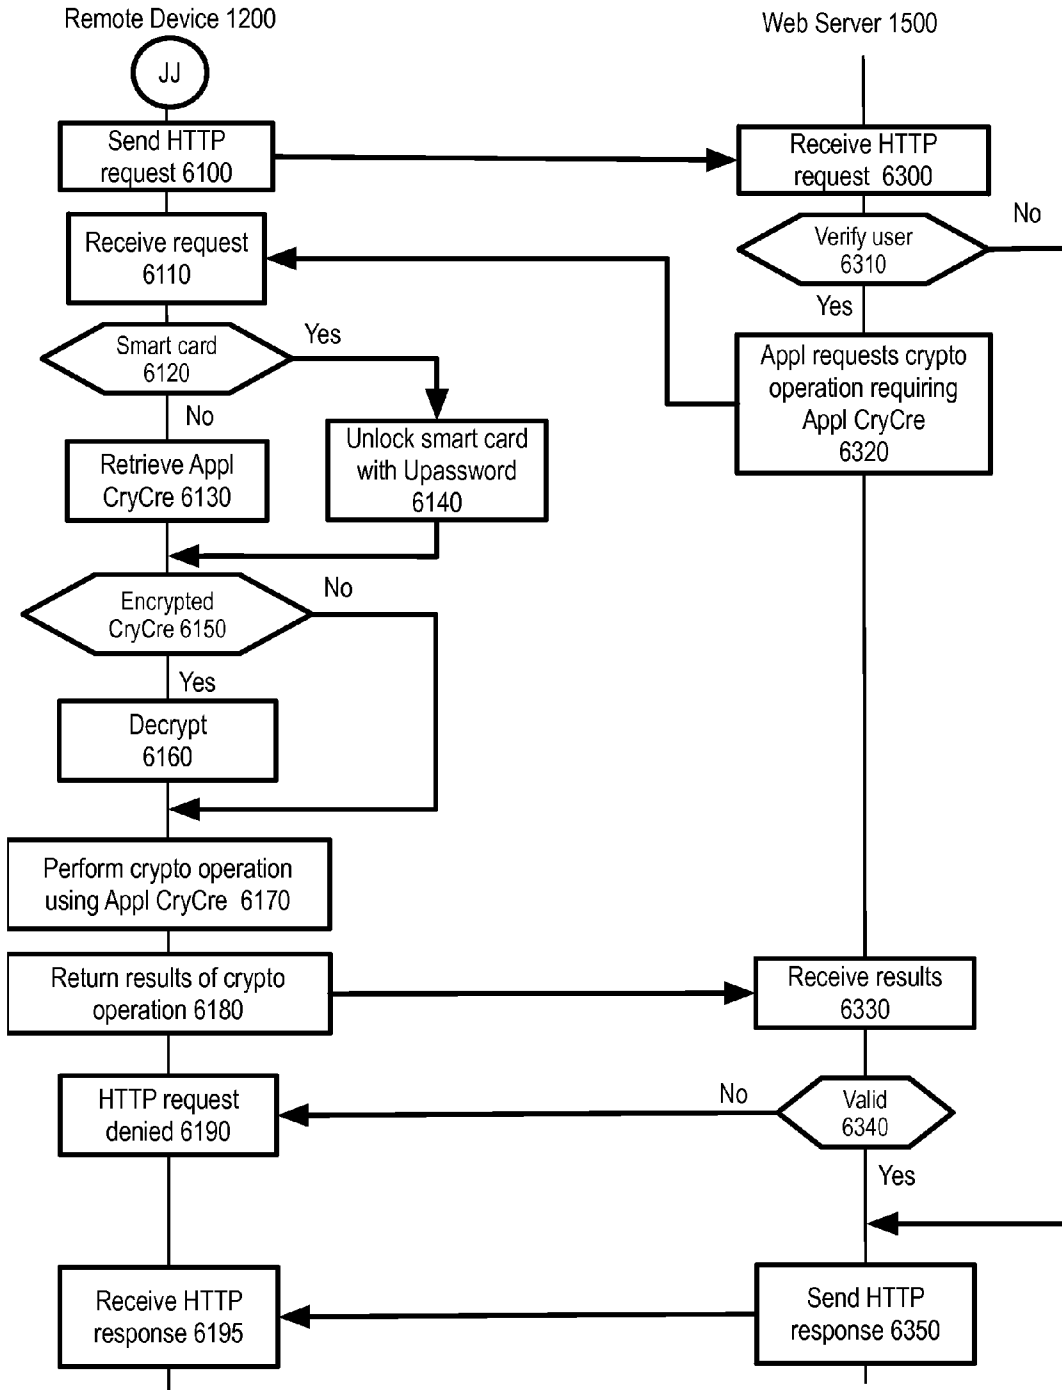 Remote Device 1200
Web Server 1500
JJ
Send HTTP
request 6100
Receive HTTP
request 6300
No
Receive request
6110
Verify user
6310
Yes
Smart card
6120
Yes
No
Appl requests crypto
operation requiring
Appl CryCre
6320
Retrieve Appl
CryCre 6130
Unlock smart card
with Upassword
6140
Encrypted
CryCre 6150
No
Yes
Decrypt
6160
Perform crypto operation
using Appl CryCre 6170
Return results of crypto
operation 6180
Receive results
6330
HTTP request
denied 6190
No
Valid
6340
Yes
Receive HTTP
response 6195
Send HTTP
response 6350